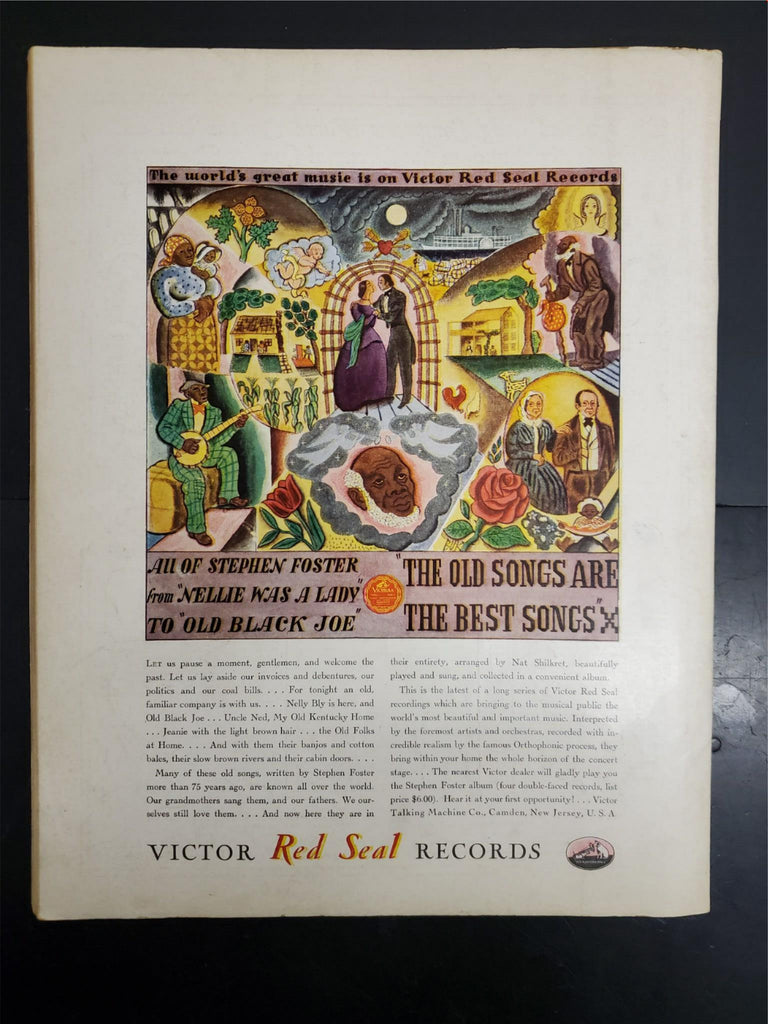 The world's great music is on Victor Red Seal Records
All OF STEPHEN FOSTER
from "NELLIE WAS A LADY"
TO "OLD BLACK JOE"
VICTROLA
"THE OLD SONGS ARE
THE BEST SONGS"
LET us pause a moment, gentlemen, and welcome the
past. Let us lay aside our invoices and debentures, our
politics and our coal bills. . . . For tonight an old,
familiar company is with us. . . . Nelly Bly is here, and
Old Black Joe . . . Uncle Ned, My Old Kentucky Home
. . . Jeanie with the light brown hair . . . the Old Folks
at Home. . . . And with them their banjos and cotton
bales, their slow brown rivers and their cabin doors. . . .
Many of these old songs, written by Stephen Foster
more than 75 years ago, are known all over the world.
Our grandmothers sang them, and our fathers. We our-
selves still love them. . . . And now here they are in
their entirety, arranged by Nat Shilkret, beautifully
played and sung, and collected in a convenient album.
This is the latest of a long series of Victor Red Seal
recordings which are bringing to the musical public the
world's most beautiful and important music. Interpreted
by the foremost artists and orchestras, recorded with in-
credible realism by the famous Orthophonic process, they
bring within your home the whole horizon of the concert
stage. . . . The nearest Victor dealer will gladly play you
the Stephen Foster album (four double-faced records, list
price $6.00). Hear it at your first opportunity! . . . Victor
Talking Machine Co., Camden, New Jersey, U. S. A
VICTOR Red Seal RECORDS